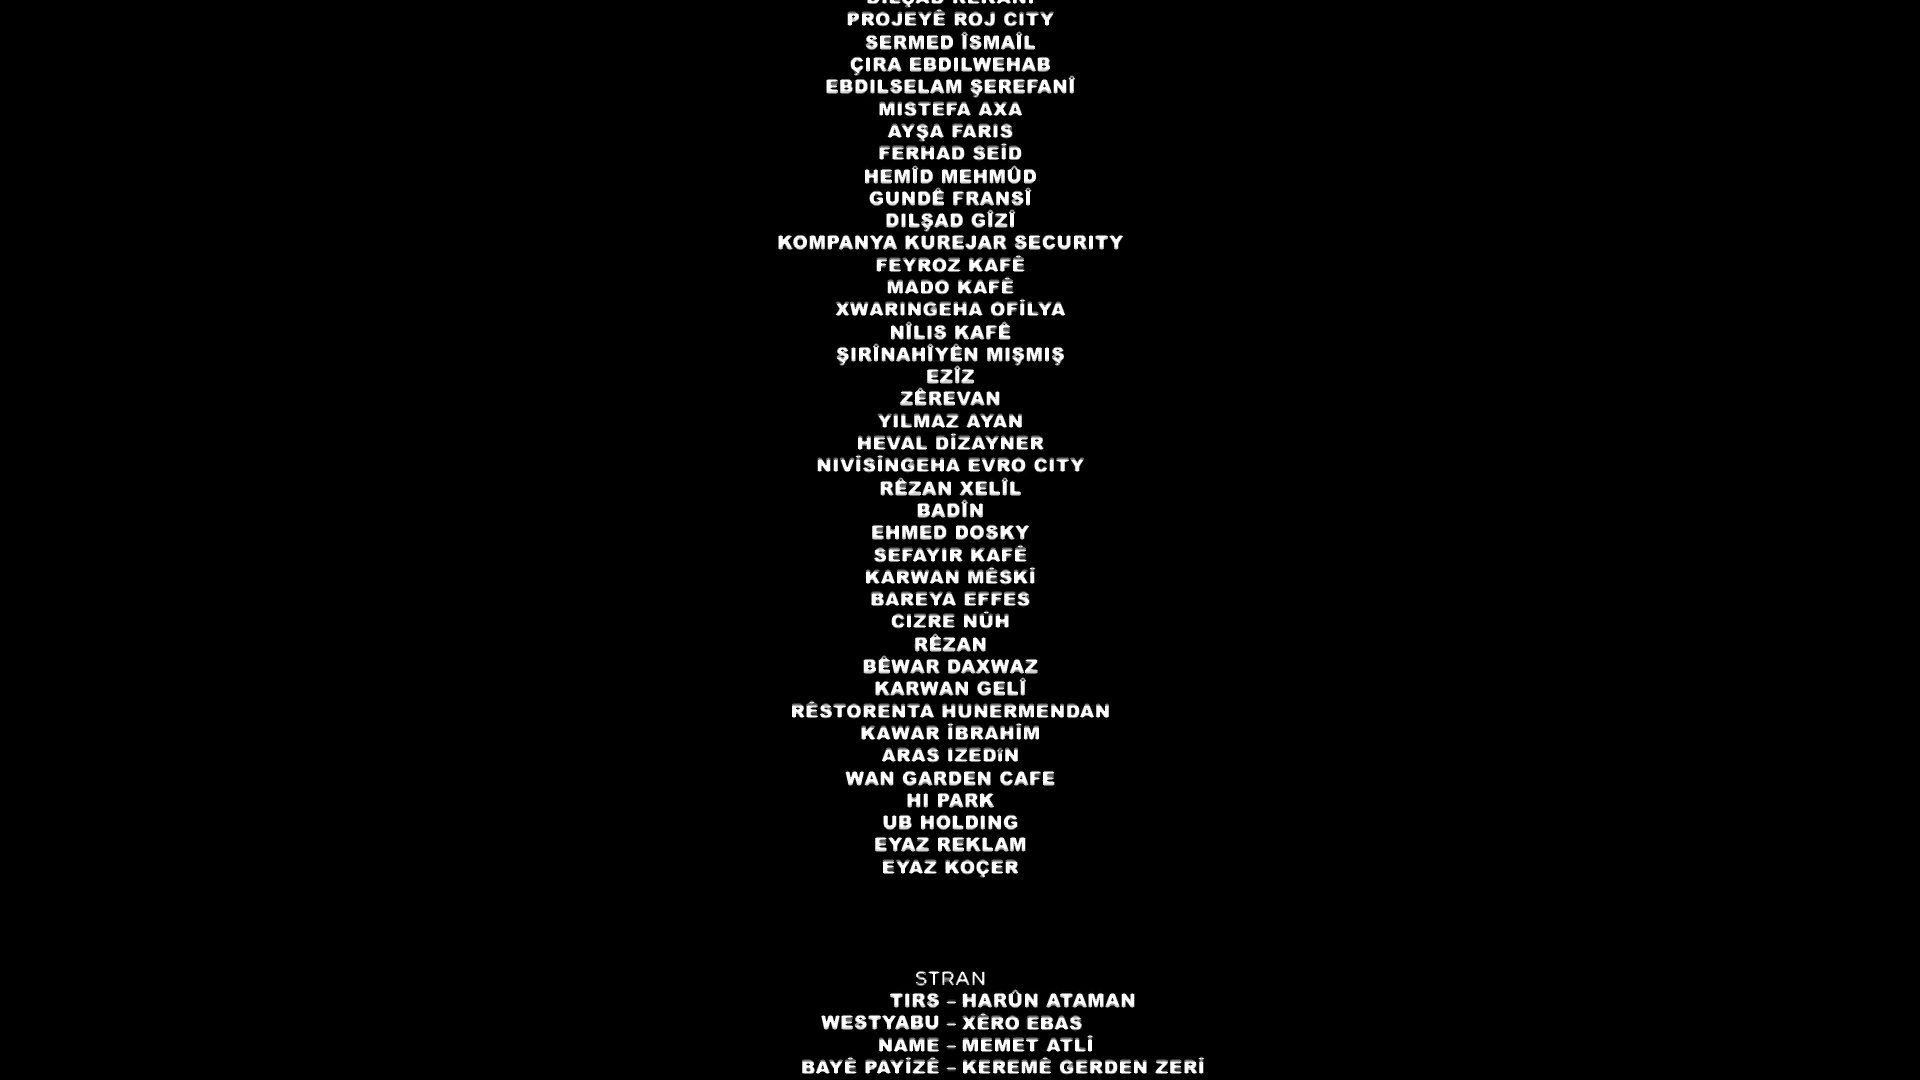 PROJEYÊ ROJ CITY
SERMED ÎSMAÎL
ÇIRA EBDILWEHAB
EBDILSELAM ŞEREFANÎ
MISTEFA AXA
AYŞA FARIS
FERHAD SEÎD
HEMÎD MEHMÛD
GUNDÊ FRANSÎ
DILŞAD GÎZÎ
KOMPANYA KUREJAR SECURITY
FEYROZ KAFÊ
MADO KAFÊ
XWARINGEHA OFÎLYA
NÎLIS KAFÊ
ŞIRÎNAHÎYÊN MIŞMIŞ
EZÎZ
ZÊREVAN
YILMAZ AYAN
HEVAL DÎZAYNER
NIVÎSÎNGEHA EVRO CITY
RÊZAN XELÎL
BADÎN
EHMED DOSKY
SEFAYIR KAFÊ
KARWAN MÊSKÎ
BAREYA EFFES
CIZRE NÛH
RÊZAN
BÊWAR DAXWAZ
KARWAN GELÎ
RÊSTORENTA HUNERMENDAN
KAWAR ÎBRAHÎM
ARAS IZEDÎN
WAN GARDEN CAFE
HI PARK
UB HOLDING
EYAZ REKLAM
EYAZ KOÇER
STRAN
TIRS – HARÛN ATAMAN
WESTYABU – XÊRO EBAS
NAME – MEMET ATLÎ
BAYÊ PAYÎZÊ – KEREMÊ GERDEN ZERÎ